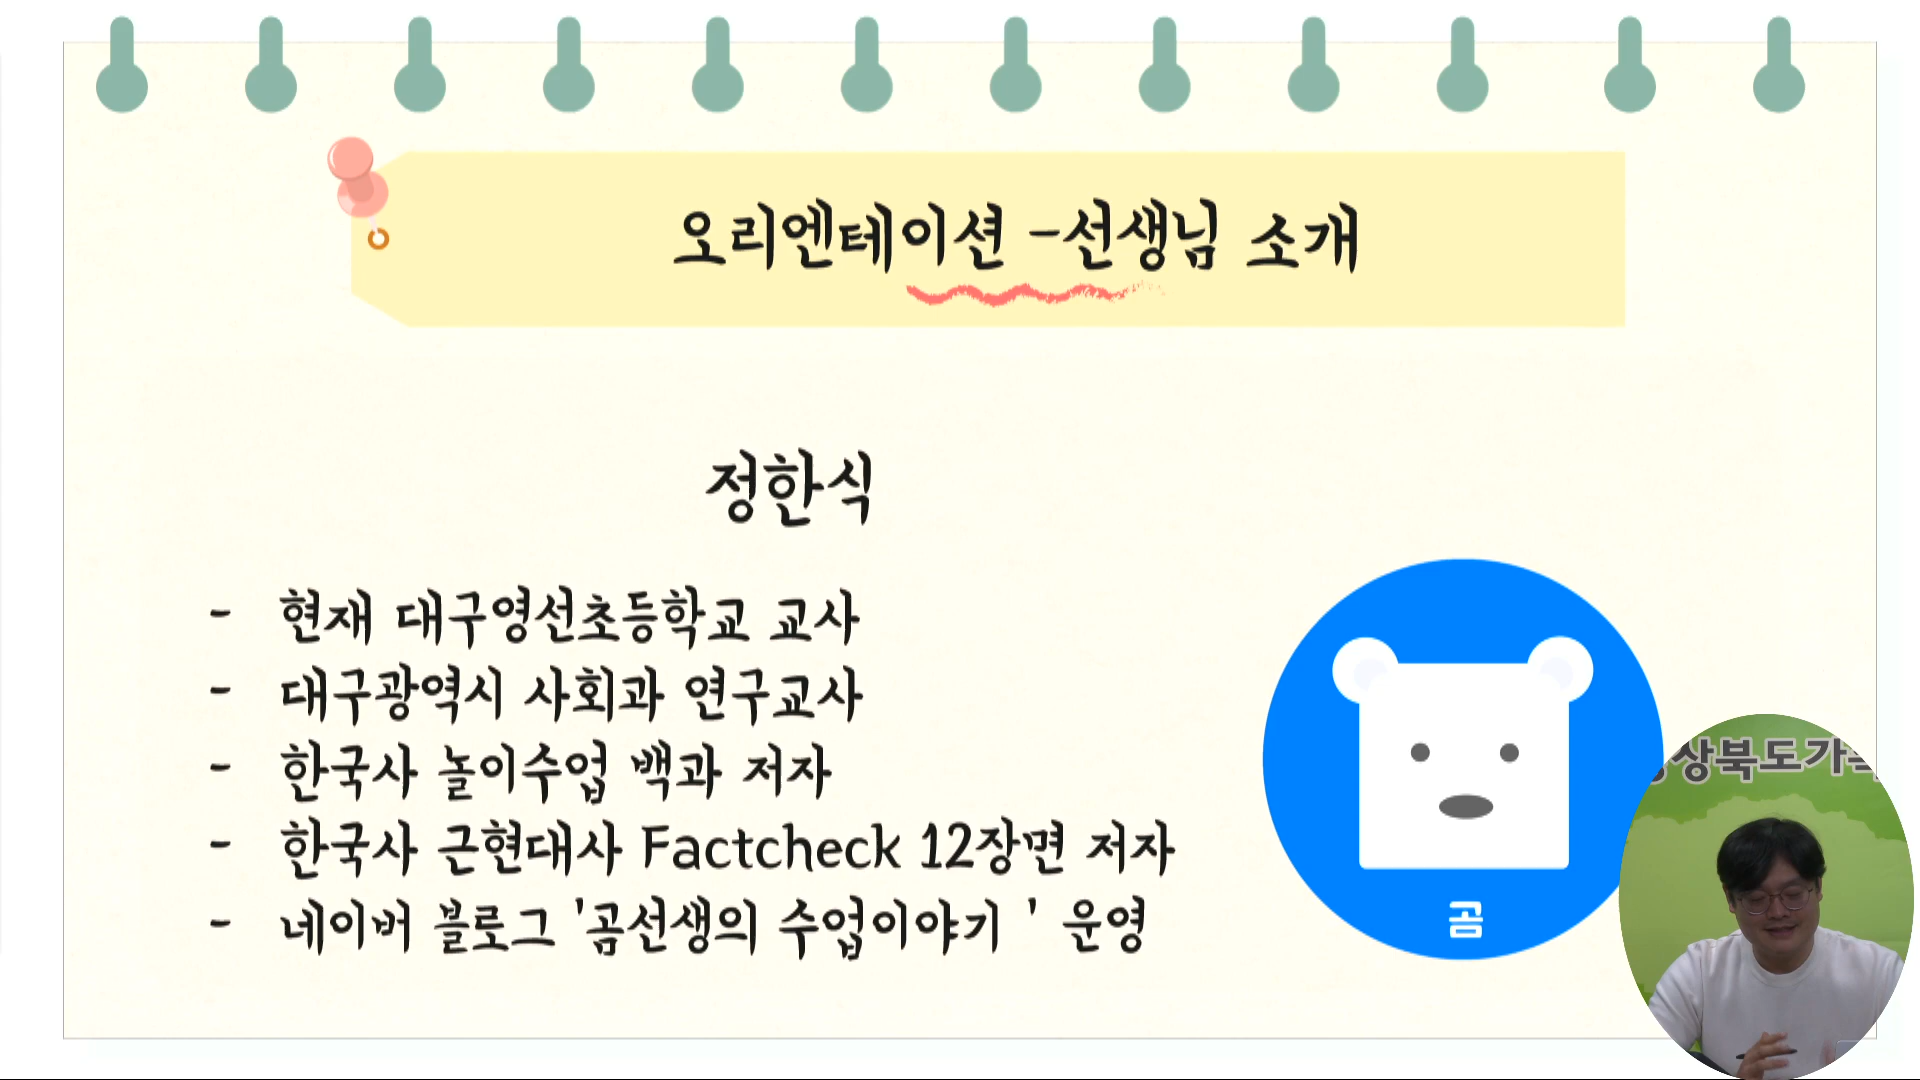 오리엔테이션 -선생님 소개
정한식
- 현재 대구영선초등학교 교사
- 대구광역시 사회과 연구교사
- 한국사 놀이수업 백과 저자
- 한국사 근현대사 Factcheck 12장면 저자
- 네이버 블로그 '곰선생의 수업이야기 ' 운영
곰
상북도가